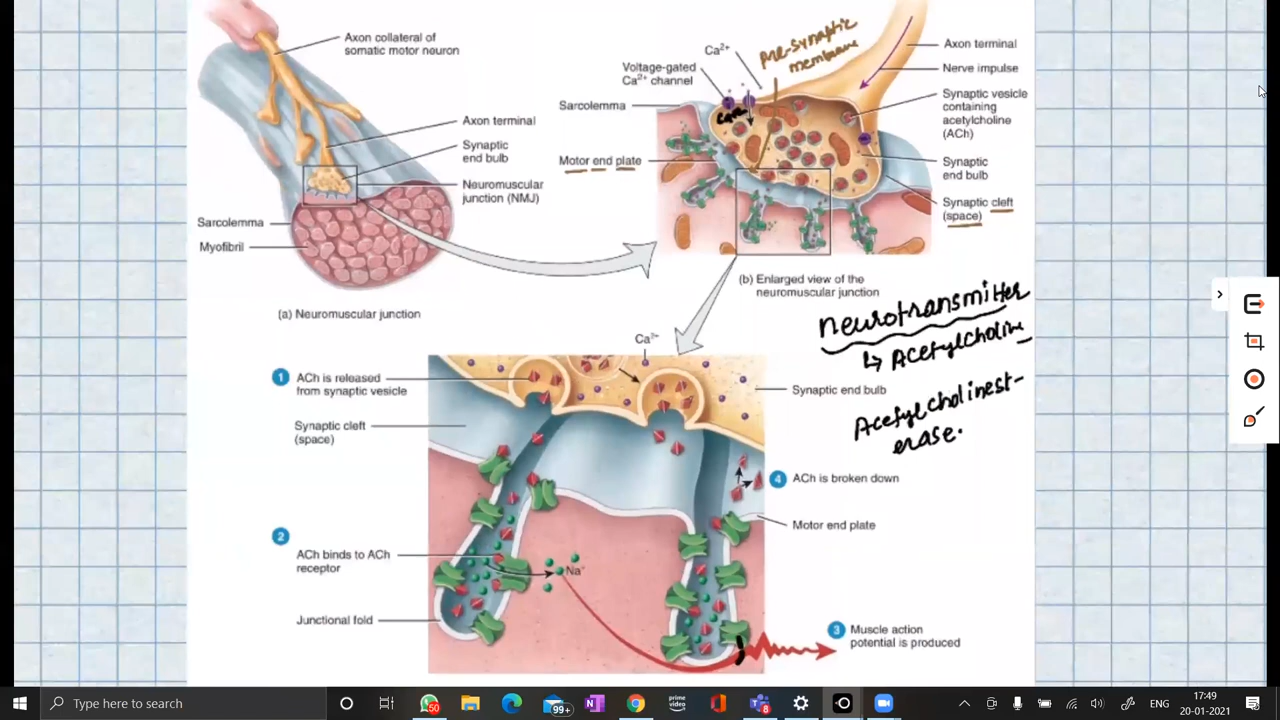 Axon collateral of
somatic motor neuron
Axon terminal
Synaptic
end bulb
Neuromuscular
junction (NMJ)
Sarcolemma
Myofibril
(a) Neuromuscular junction
Ca²⁺
Pre-Synaptic
membrane
Voltage-gated
Ca²⁺ channel
Sarcolemma
Motor end plate
Axon terminal
Nerve impulse
Synaptic vesicle
containing
acetylcholine
(ACh)
Synaptic
end bulb
Synaptic cleft
(space)
(b) Enlarged view of the
neuromuscular junction
neurotransmitter
↳ Acetylcholine
Acetylcholinest-
erase.
Ca²⁺
1 ACh is released
from synaptic vesicle
Synaptic cleft
(space)
Synaptic end bulb
4 ACh is broken down
Motor end plate
2
ACh binds to ACh
receptor
Na⁺
Junctional fold
3 Muscle action
potential is produced
Type here to search
50
99+
prime
video
8
ENG
17:49
20-01-2021